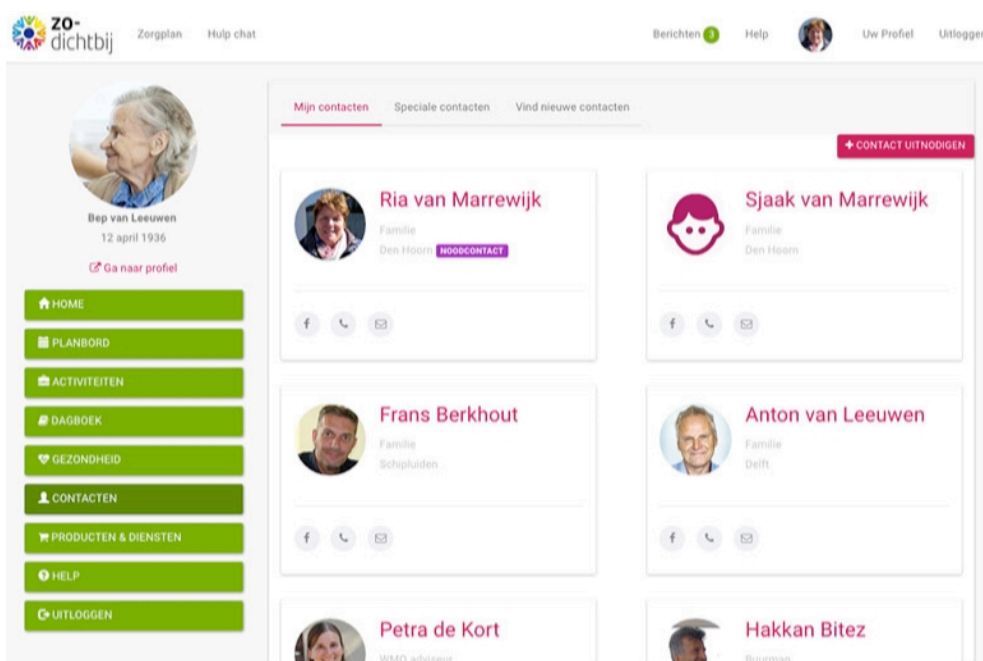 ZO-
dichtbij
Zorgplan
Hulp chat
Berichten 3
Help
Uw Profiel
Uitloggen
Bep van Leeuwen
12 april 1936
Ga naar profiel
HOME
PLANBORD
ACTIVITEITEN
DAGBOEK
GEZONDHEID
CONTACTEN
PRODUCTEN & DIENSTEN
HELP
UITLOGGEN
Mijn contacten
Speciale contacten
Vind nieuwe contacten
+ CONTACT UITNODIGEN
Ria van Marrewijk
Familie
Den Hoorn NOODCONTACT
Sjaak van Marrewijk
Familie
Den Hoorn
Frans Berkhout
Familie
Schipluiden
Anton van Leeuwen
Familie
Delft
Petra de Kort
WMO adviseur
Hakkan Bitez
Buurman